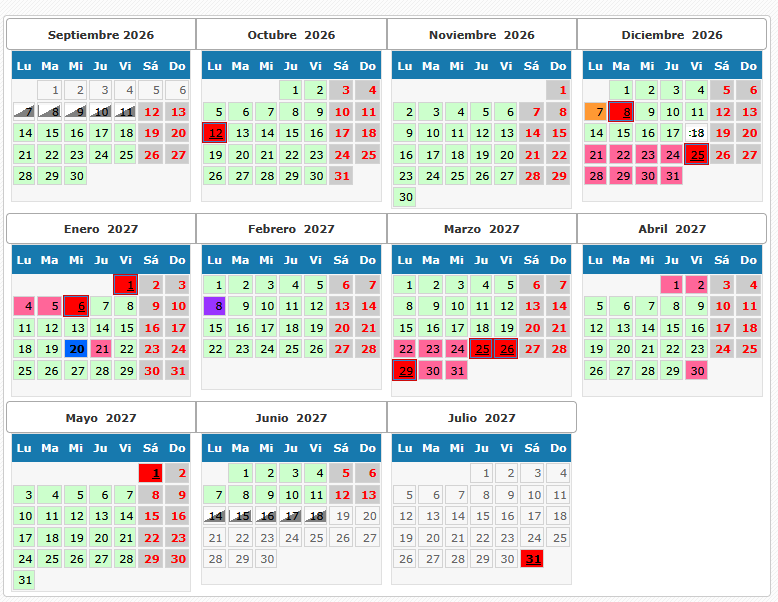 Septiembre 2026 Octubre 2026 Noviembre 2026 Diciembre 2026
Lu Ma Mi Ju Vi Sá Do Lu Ma Mi Ju Vi Sá Do Lu Ma Mi Ju Vi Sá Do Lu Ma Mi Ju Vi Sá Do
1 2 3 4 5 6 1 2 3 4 1 1 2 3 4 5 6
7 8 9 10 11 12 13 5 6 7 8 9 10 11 2 3 4 5 6 7 8 7 8 9 10 11 12 13
14 15 16 17 18 19 20 12 13 14 15 16 17 18 9 10 11 12 13 14 15 14 15 16 17 :18 19 20
21 22 23 24 25 26 27 19 20 21 22 23 24 25 16 17 18 19 20 21 22 21 22 23 24 25 26 27
28 29 30 26 27 28 29 30 31 23 24 25 26 27 28 29 28 29 30 31
30
Enero 2027 Febrero 2027 Marzo 2027 Abril 2027
Lu Ma Mi Ju Vi Sá Do Lu Ma Mi Ju Vi Sá Do Lu Ma Mi Ju Vi Sá Do Lu Ma Mi Ju Vi Sá Do
1 2 3 1 2 3 4 5 6 7 1 2 3 4 5 6 7 1 2 3 4
4 5 6 7 8 9 10 8 9 10 11 12 13 14 8 9 10 11 12 13 14 5 6 7 8 9 10 11
11 12 13 14 15 16 17 15 16 17 18 19 20 21 15 16 17 18 19 20 21 12 13 14 15 16 17 18
18 19 20 21 22 23 24 22 23 24 25 26 27 28 22 23 24 25 26 27 28 19 20 21 22 23 24 25
25 26 27 28 29 30 31 29 30 31 26 27 28 29 30
Mayo 2027 Junio 2027 Julio 2027
Lu Ma Mi Ju Vi Sá Do Lu Ma Mi Ju Vi Sá Do Lu Ma Mi Ju Vi Sá Do
1 2 1 2 3 4 5 6 1 2 3 4
3 4 5 6 7 8 9 7 8 9 10 11 12 13 5 6 7 8 9 10 11
10 11 12 13 14 15 16 14 15 16 17 18 19 20 12 13 14 15 16 17 18
17 18 19 20 21 22 23 21 22 23 24 25 26 27 19 20 21 22 23 24 25
24 25 26 27 28 29 30 28 29 30 26 27 28 29 30 31
31